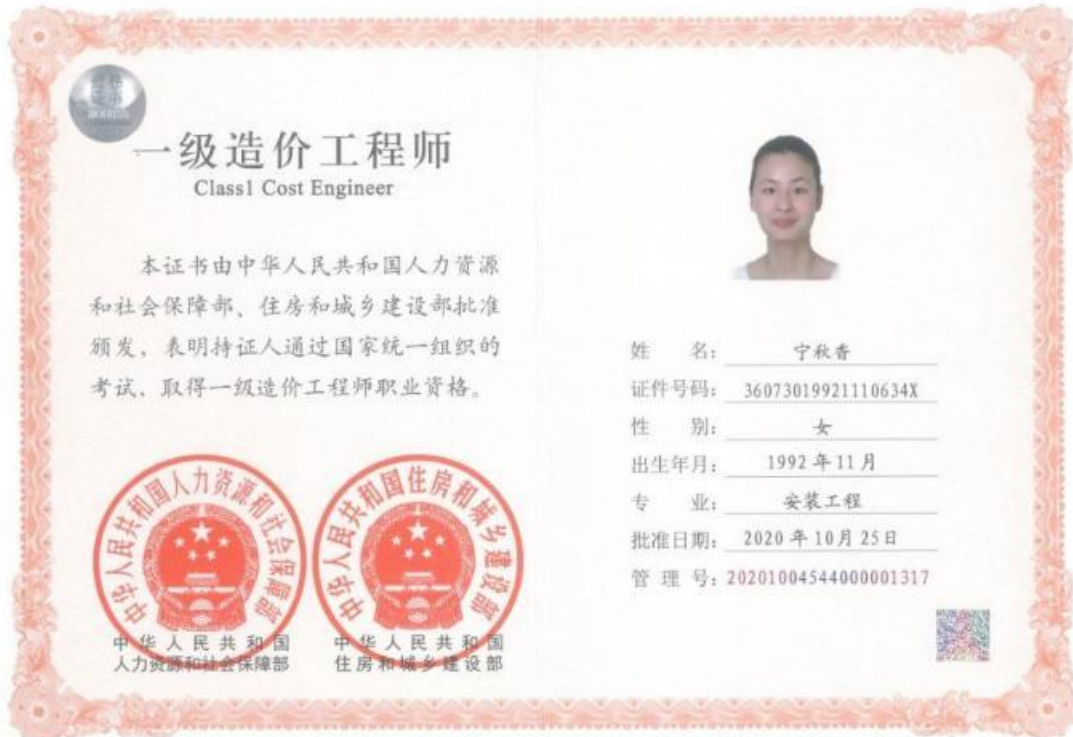 一级造价工程师
Class1 Cost Engineer
本证书由中华人民共和国人力资源
和社会保障部、住房和城乡建设部批准
颁发，表明持证人通过国家统一组织的
考试，取得一级造价工程师职业资格。
中华人民共和国人力资源和社会保障部
中华人民共和国住房和城乡建设部
中华人民共和国
人力资源和社会保障部
中华人民共和国
住房和城乡建设部
姓 名： 宁秋香
证件号码： 36073019921110634X
性 别： 女
出生年月： 1992年11月
专 业： 安装工程
批准日期： 2020年10月25日
管 理 号：20201004544000001317